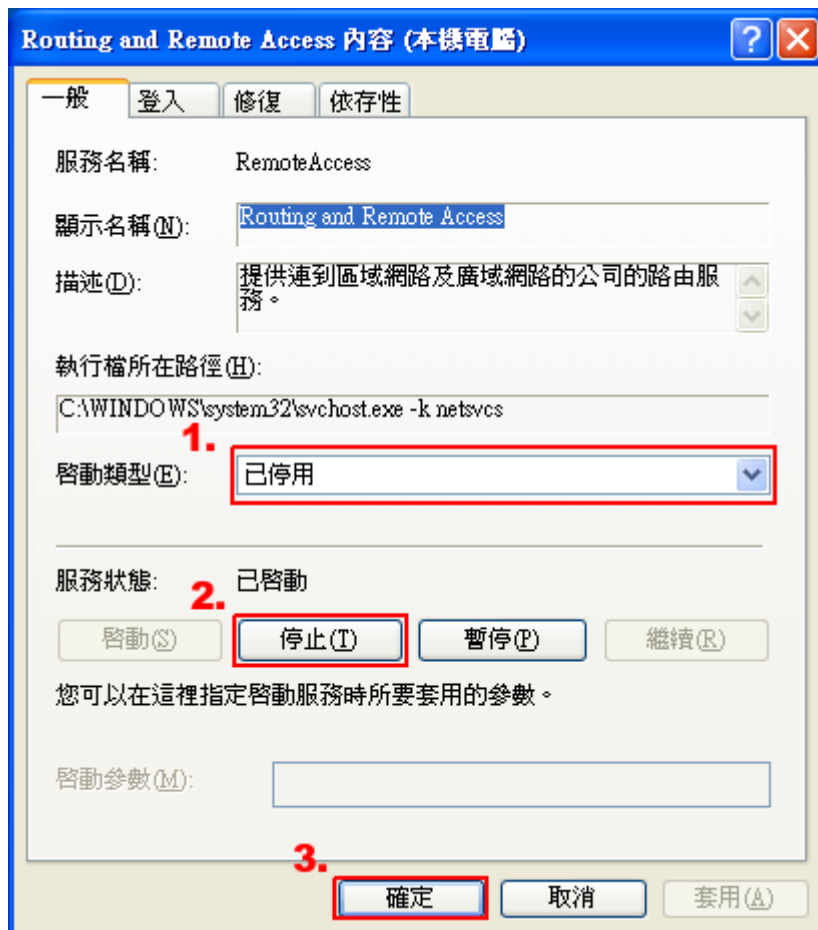 Routing and Remote Access 內容 (本機電腦)
一般 登入 修復 依存性
服務名稱: RemoteAccess
顯示名稱(N): Routing and Remote Access
描述(D): 提供連到區域網路及廣域網路的公司的路由服
務。
執行檔所在路徑(H):
C:\WINDOWS\system32\svchost.exe -k netsvcs
1.
啓動類型(E): 已停用
服務狀態: 已啓動
2.
啓動(S) 停止(T) 暫停(P) 繼續(R)
您可以在這裡指定啓動服務時所要套用的參數。
啓動參數(M):
3.
確定 取消 套用(A)